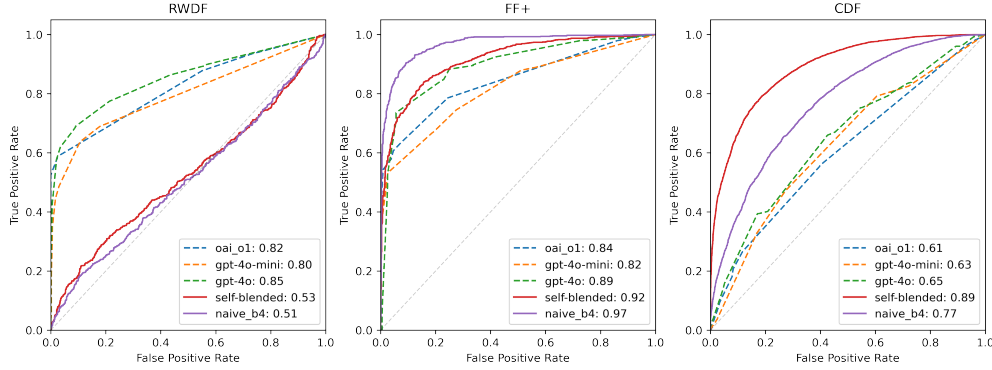 RWDF
FF+
CDF
True Positive Rate
1.0
0.8
0.6
0.4
0.2
0.0
oai_o1: 0.82
gpt-4o-mini: 0.80
gpt-4o: 0.85
self-blended: 0.53
naive_b4: 0.51
0.0 0.2 0.4 0.6 0.8 1.0
False Positive Rate
True Positive Rate
1.0
0.8
0.6
0.4
0.2
0.0
oai_o1: 0.84
gpt-4o-mini: 0.82
gpt-4o: 0.89
self-blended: 0.92
naive_b4: 0.97
0.0 0.2 0.4 0.6 0.8 1.0
False Positive Rate
True Positive Rate
1.0
0.8
0.6
0.4
0.2
0.0
oai_o1: 0.61
gpt-4o-mini: 0.63
gpt-4o: 0.65
self-blended: 0.89
naive_b4: 0.77
0.0 0.2 0.4 0.6 0.8 1.0
False Positive Rate